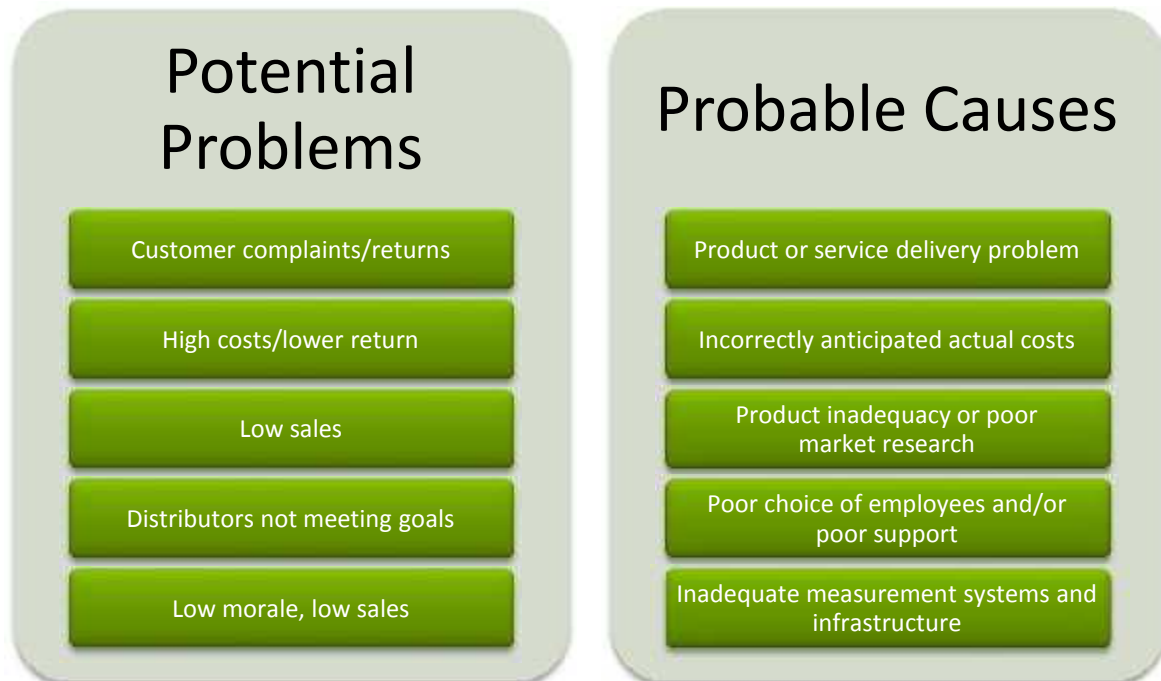 Potential
Problems
Customer complaints/returns
High costs/lower return
Low sales
Distributors not meeting goals
Low morale, low sales
Probable Causes
Product or service delivery problem
Incorrectly anticipated actual costs
Product inadequacy or poor
market research
Poor choice of employees and/or
poor support
Inadequate measurement systems and
infrastructure